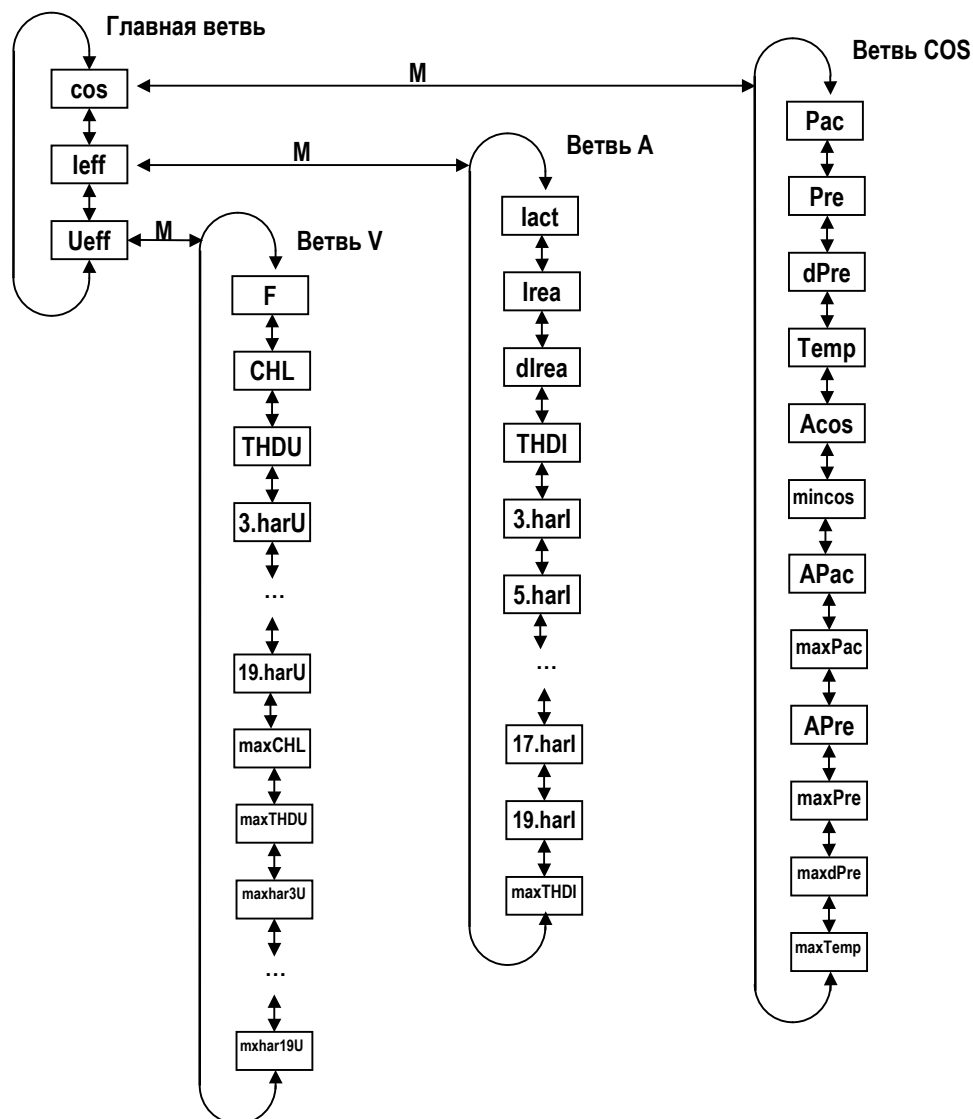 Главная ветвь
cos
Ieff
Ueff
M
M
M
Ветвь V
F
CHL
THDU
3.harU
...
19.harU
maxCHL
maxTHDU
maxhar3U
...
mxhar19U
Ветвь A
Iact
Irea
dIrea
THDI
3.harI
5.harI
...
17.harI
19.harI
maxTHDI
Ветвь COS
Pac
Pre
dPre
Temp
Acos
mincos
APac
maxPac
APre
maxPre
maxdPre
maxTemp